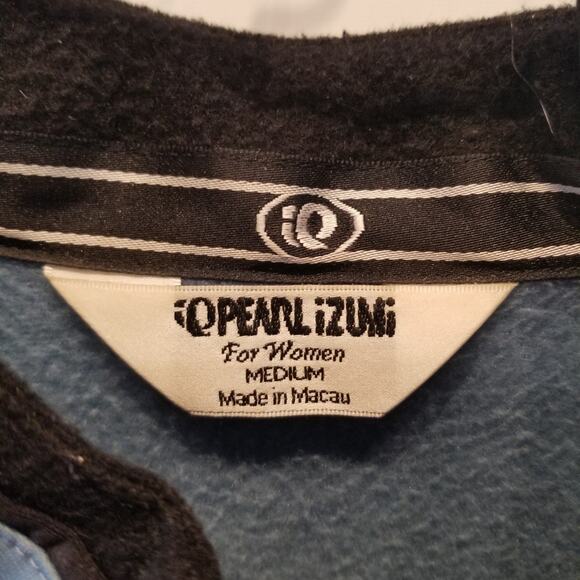 iQ
iQ PEARL iZUMi
For Women
MEDIUM
Made in Macau